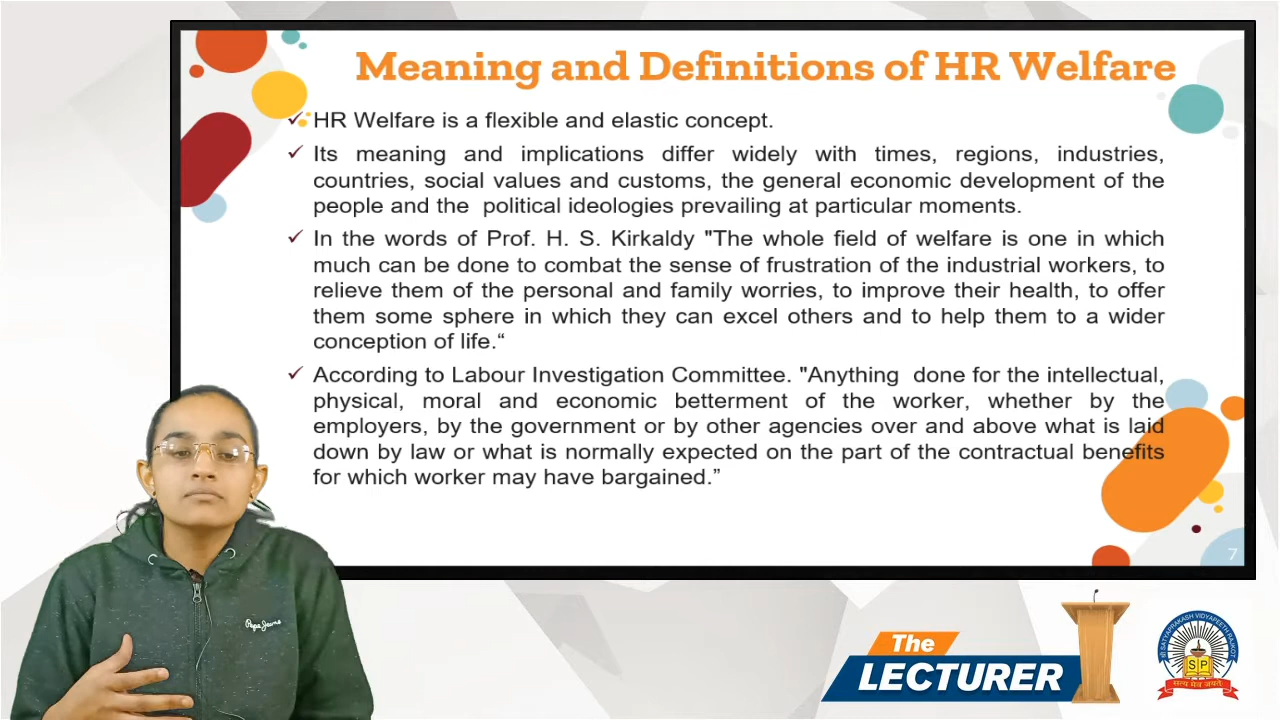 Meaning and Definitions of HR Welfare
✓ HR Welfare is a flexible and elastic concept.
✓ Its meaning and implications differ widely with times, regions, industries,
countries, social values and customs, the general economic development of the
people and the political ideologies prevailing at particular moments.
✓ In the words of Prof. H. S. Kirkaldy "The whole field of welfare is one in which
much can be done to combat the sense of frustration of the industrial workers, to
relieve them of the personal and family worries, to improve their health, to offer
them some sphere in which they can excel others and to help them to a wider
conception of life.“
✓ According to Labour Investigation Committee. "Anything done for the intellectual,
physical, moral and economic betterment of the worker, whether by the
employers, by the government or by other agencies over and above what is laid
down by law or what is normally expected on the part of the contractual benefits
for which worker may have bargained.”
7
Pepe Jeans
The
LECTURER
SATYAPRAKASH VIDYAPEETH RAJKOT
S P
सत्य मेव जयते